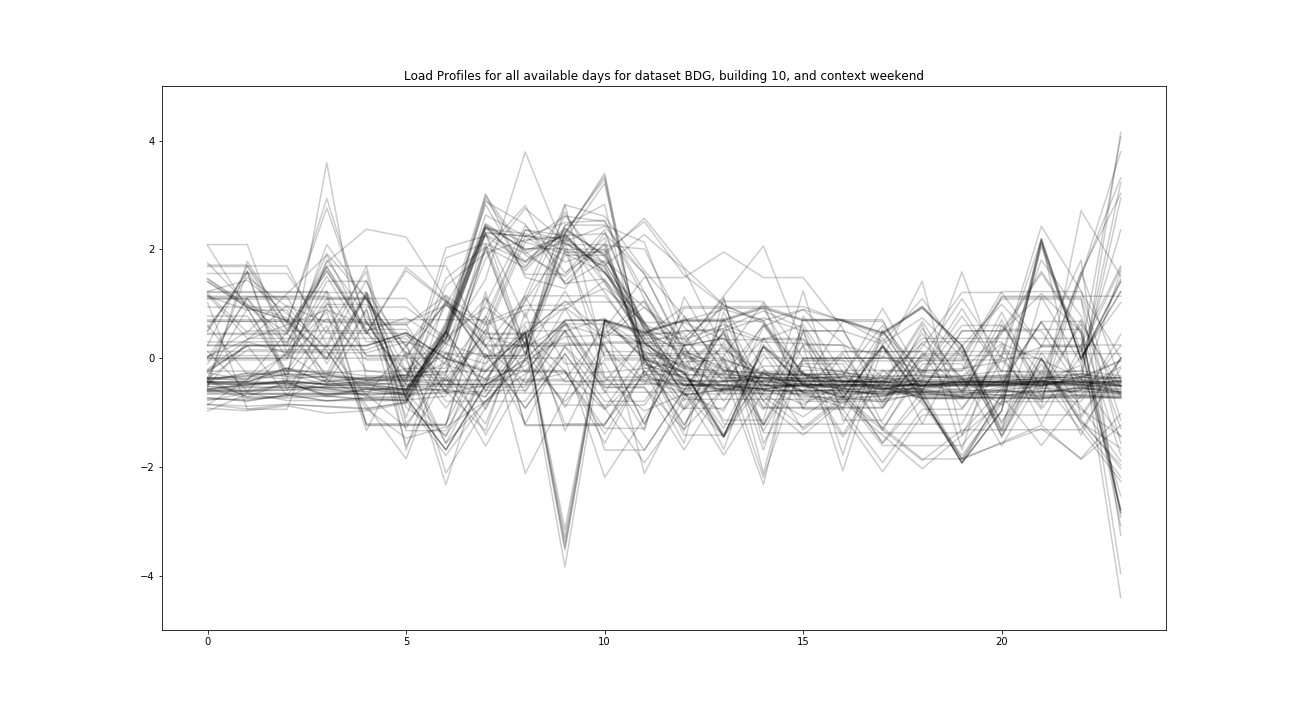 Load Profiles for all available days for dataset BDG, building 10, and context weekend
4
2
0
−2
−4
0 5 10 15 20